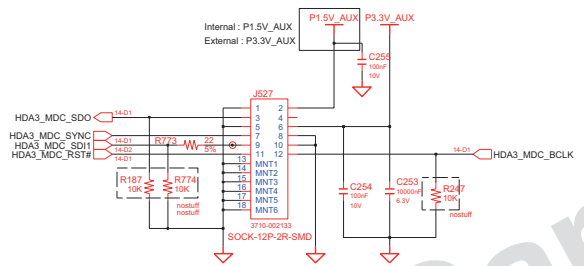 P1.5V_AUX P3.3V_AUX
Internal : P1.5V_AUX
External : P3.3V_AUX
C255
100nF
10V
J527
1 2
HDA3_MDC_SDO 14-D1 3 4
5 6
HDA3_MDC_SYNC 14-D1 7 8
HDA3_MDC_SDI1 14-D2 R773 22 9 10
5%
HDA3_MDC_RST# 14-D2 11 12 14-D1 HDA3_MDC_BCLK
14-D1
13 MNT1
14 MNT2
15 MNT3
16 MNT4
17 MNT5
18 MNT6
R187 R774
10K 10K
nostuff
nostuff
C254
100nF
10V
C253
10000nF
6.3V
R247
10K
nostuff
3710-002133
SOCK-12P-2R-SMD